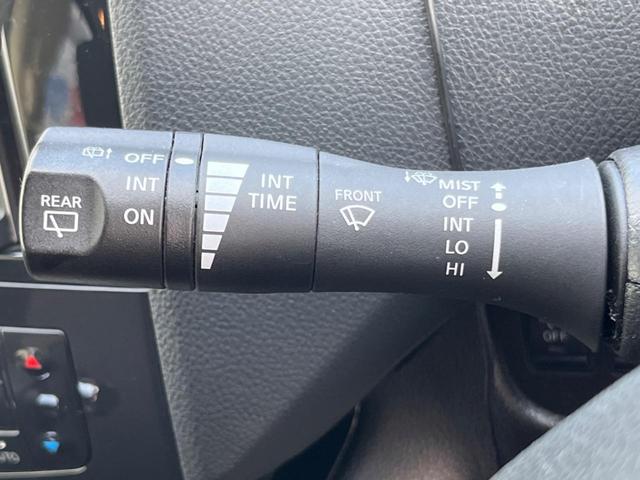 OFF
INT
ON
REAR
INT
TIME
FRONT
MIST
OFF
INT
LO
HI